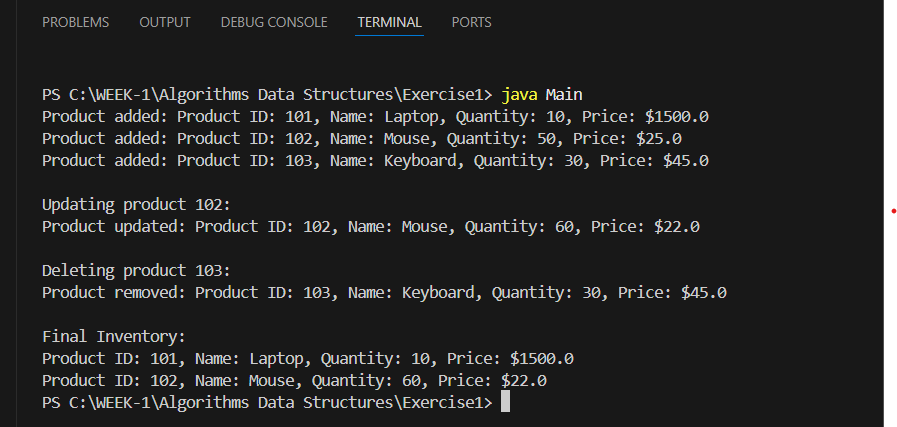 PROBLEMS OUTPUT DEBUG CONSOLE TERMINAL PORTS
PS C:\WEEK-1\Algorithms Data Structures\Exercise1> java Main
Product added: Product ID: 101, Name: Laptop, Quantity: 10, Price: $1500.0
Product added: Product ID: 102, Name: Mouse, Quantity: 50, Price: $25.0
Product added: Product ID: 103, Name: Keyboard, Quantity: 30, Price: $45.0
Updating product 102:
Product updated: Product ID: 102, Name: Mouse, Quantity: 60, Price: $22.0
Deleting product 103:
Product removed: Product ID: 103, Name: Keyboard, Quantity: 30, Price: $45.0
Final Inventory:
Product ID: 101, Name: Laptop, Quantity: 10, Price: $1500.0
Product ID: 102, Name: Mouse, Quantity: 60, Price: $22.0
PS C:\WEEK-1\Algorithms Data Structures\Exercise1>